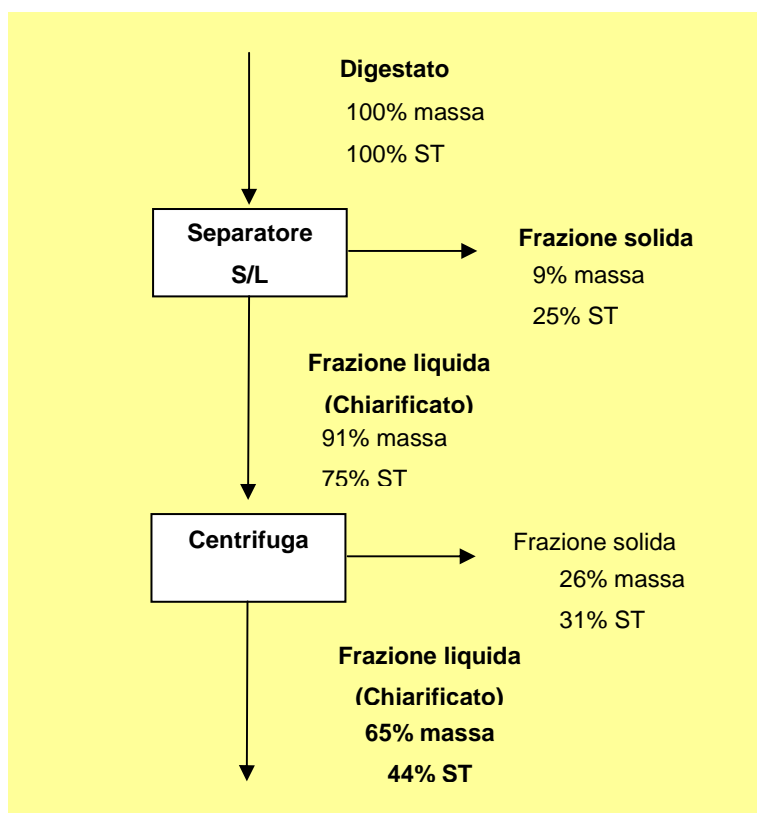 Digestato
100% massa
100% ST
Separatore
S/L
Frazione solida
9% massa
25% ST
Frazione liquida
(Chiarificato)
91% massa
75% ST
Centrifuga
Frazione solida
26% massa
31% ST
Frazione liquida
(Chiarificato)
65% massa
44% ST